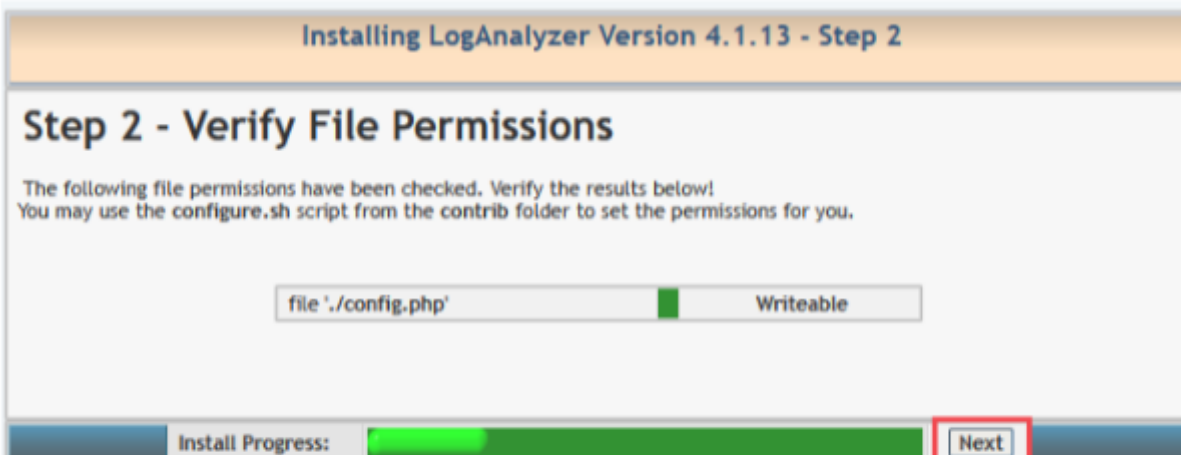 Installing LogAnalyzer Version 4.1.13 - Step 2
Step 2 - Verify File Permissions
The following file permissions have been checked. Verify the results below!
You may use the configure.sh script from the contrib folder to set the permissions for you.
file './config.php' Writeable
Install Progress: Next